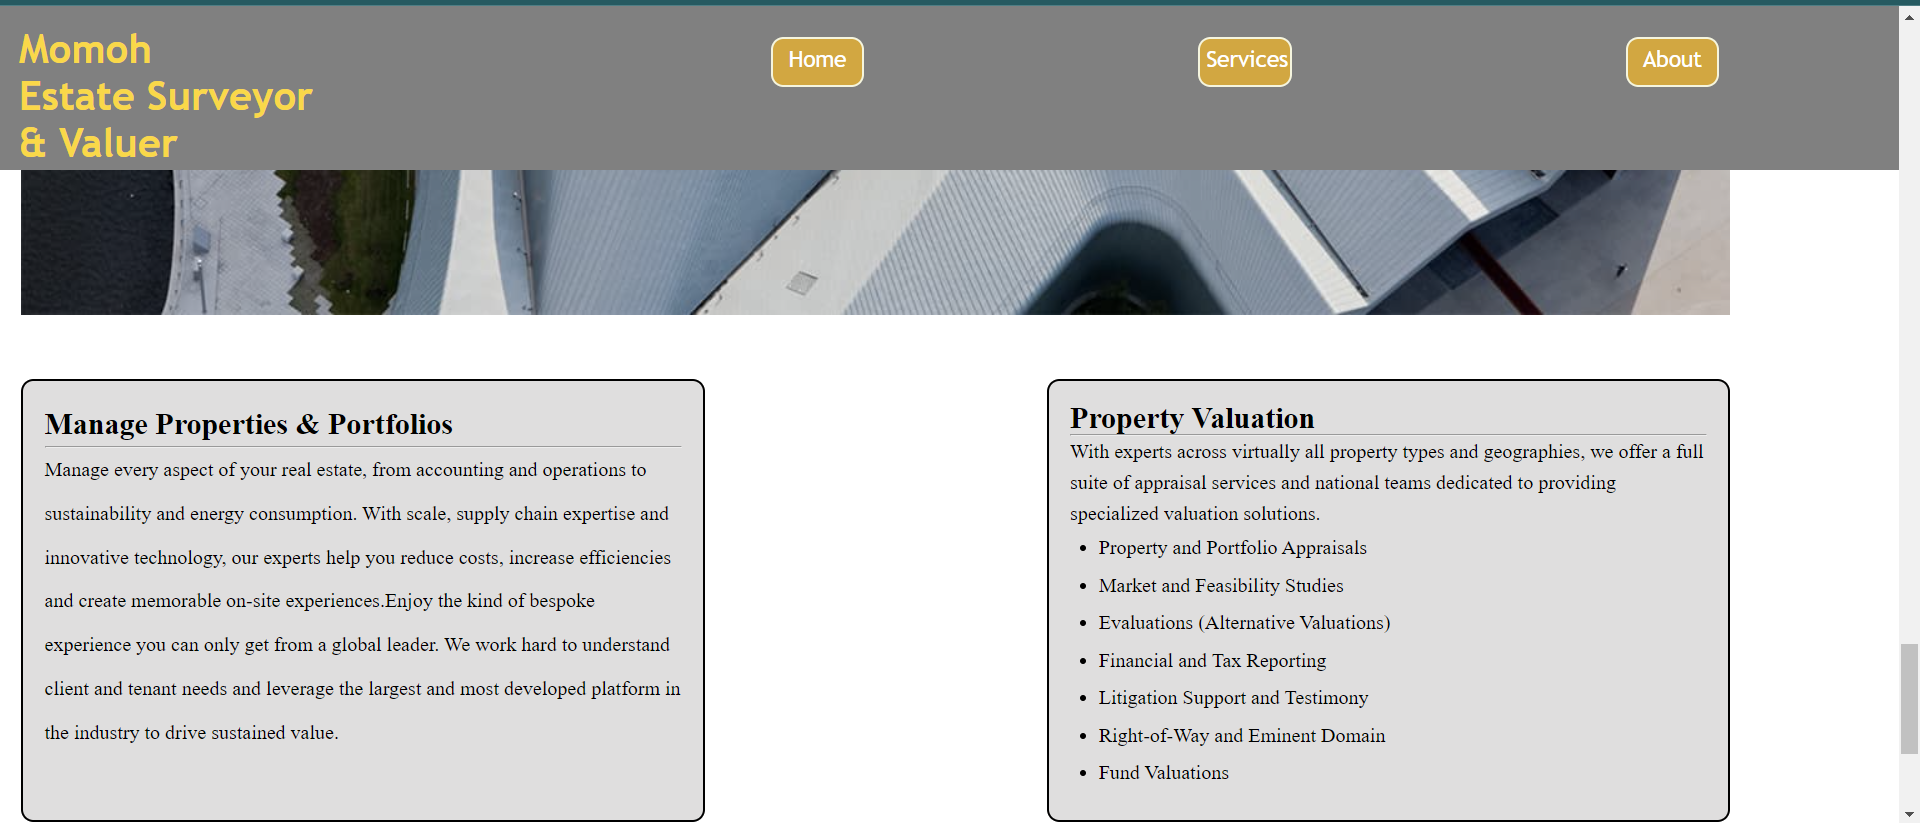 Momoh
Estate Surveyor
& Valuer
Home
Services
About
Manage Properties & Portfolios
Manage every aspect of your real estate, from accounting and operations to
sustainability and energy consumption. With scale, supply chain expertise and
innovative technology, our experts help you reduce costs, increase efficiencies
and create memorable on-site experiences.Enjoy the kind of bespoke
experience you can only get from a global leader. We work hard to understand
client and tenant needs and leverage the largest and most developed platform in
the industry to drive sustained value.
Property Valuation
With experts across virtually all property types and geographies, we offer a full
suite of appraisal services and national teams dedicated to providing
specialized valuation solutions.
• Property and Portfolio Appraisals
• Market and Feasibility Studies
• Evaluations (Alternative Valuations)
• Financial and Tax Reporting
• Litigation Support and Testimony
• Right-of-Way and Eminent Domain
• Fund Valuations